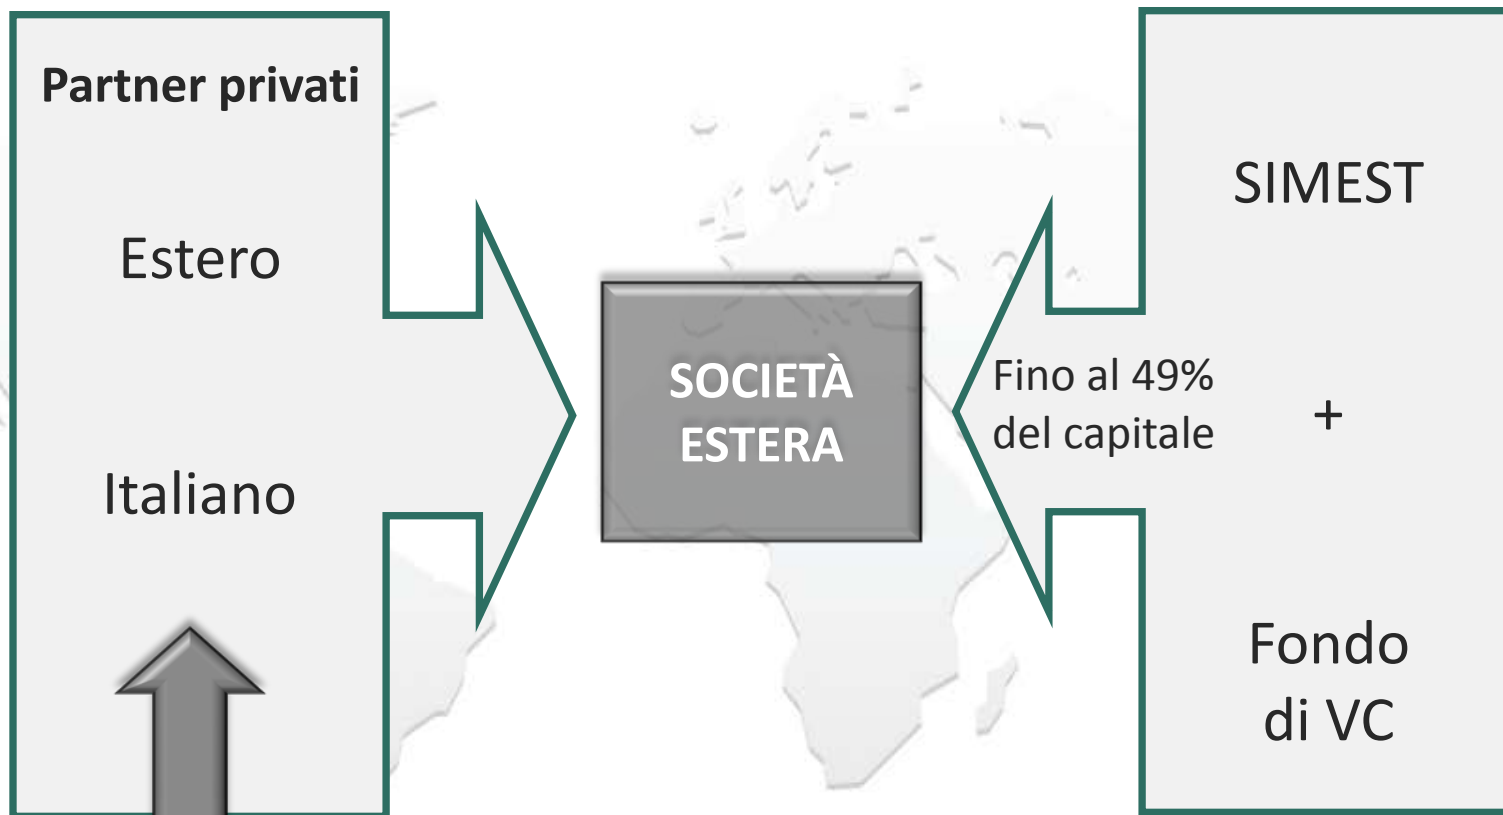 Partner privati
Estero
Italiano
SOCIETÀ
ESTERA
Fino al 49%
del capitale
SIMEST
+
Fondo
di VC